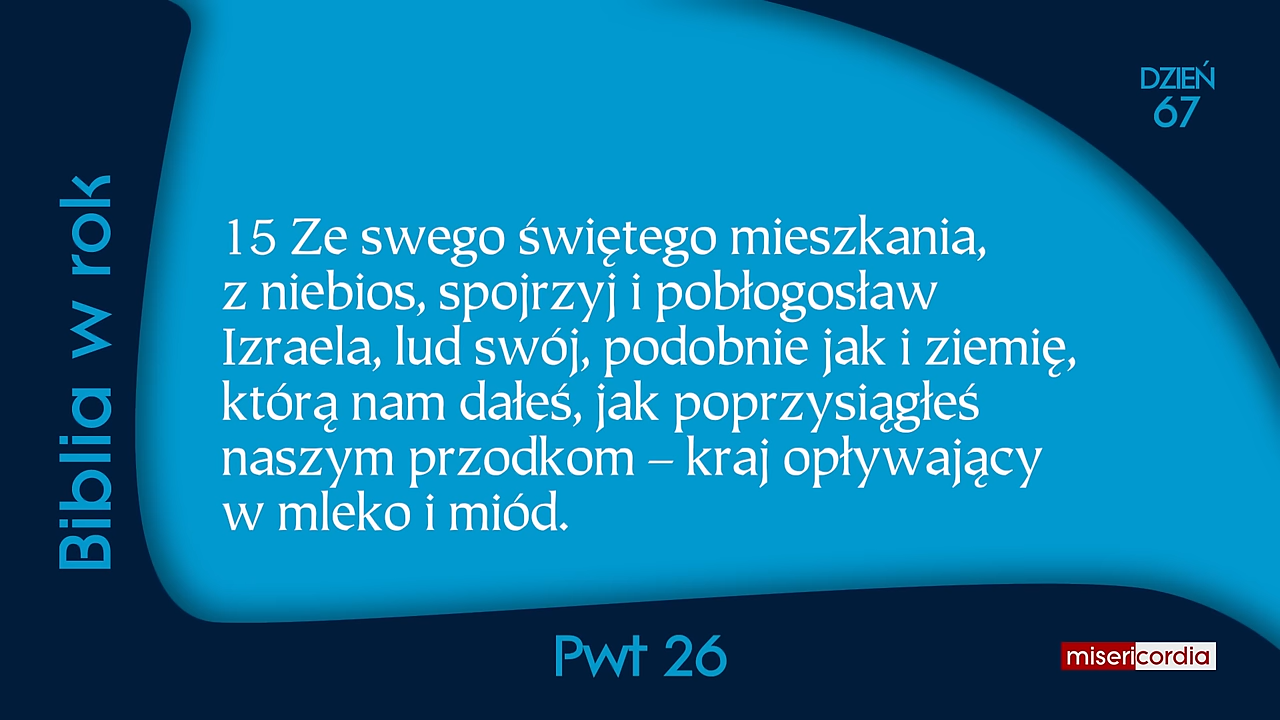 DZIEŃ
67
Biblia w rok
15 Ze swego świętego mieszkania,
z niebios, spojrzyj i pobłogosław
Izraela, lud swój, podobnie jak i ziemię,
którą nam dałeś, jak poprzysiągłeś
naszym przodkom – kraj opływający
w mleko i miód.
Pwt 26
misericordia